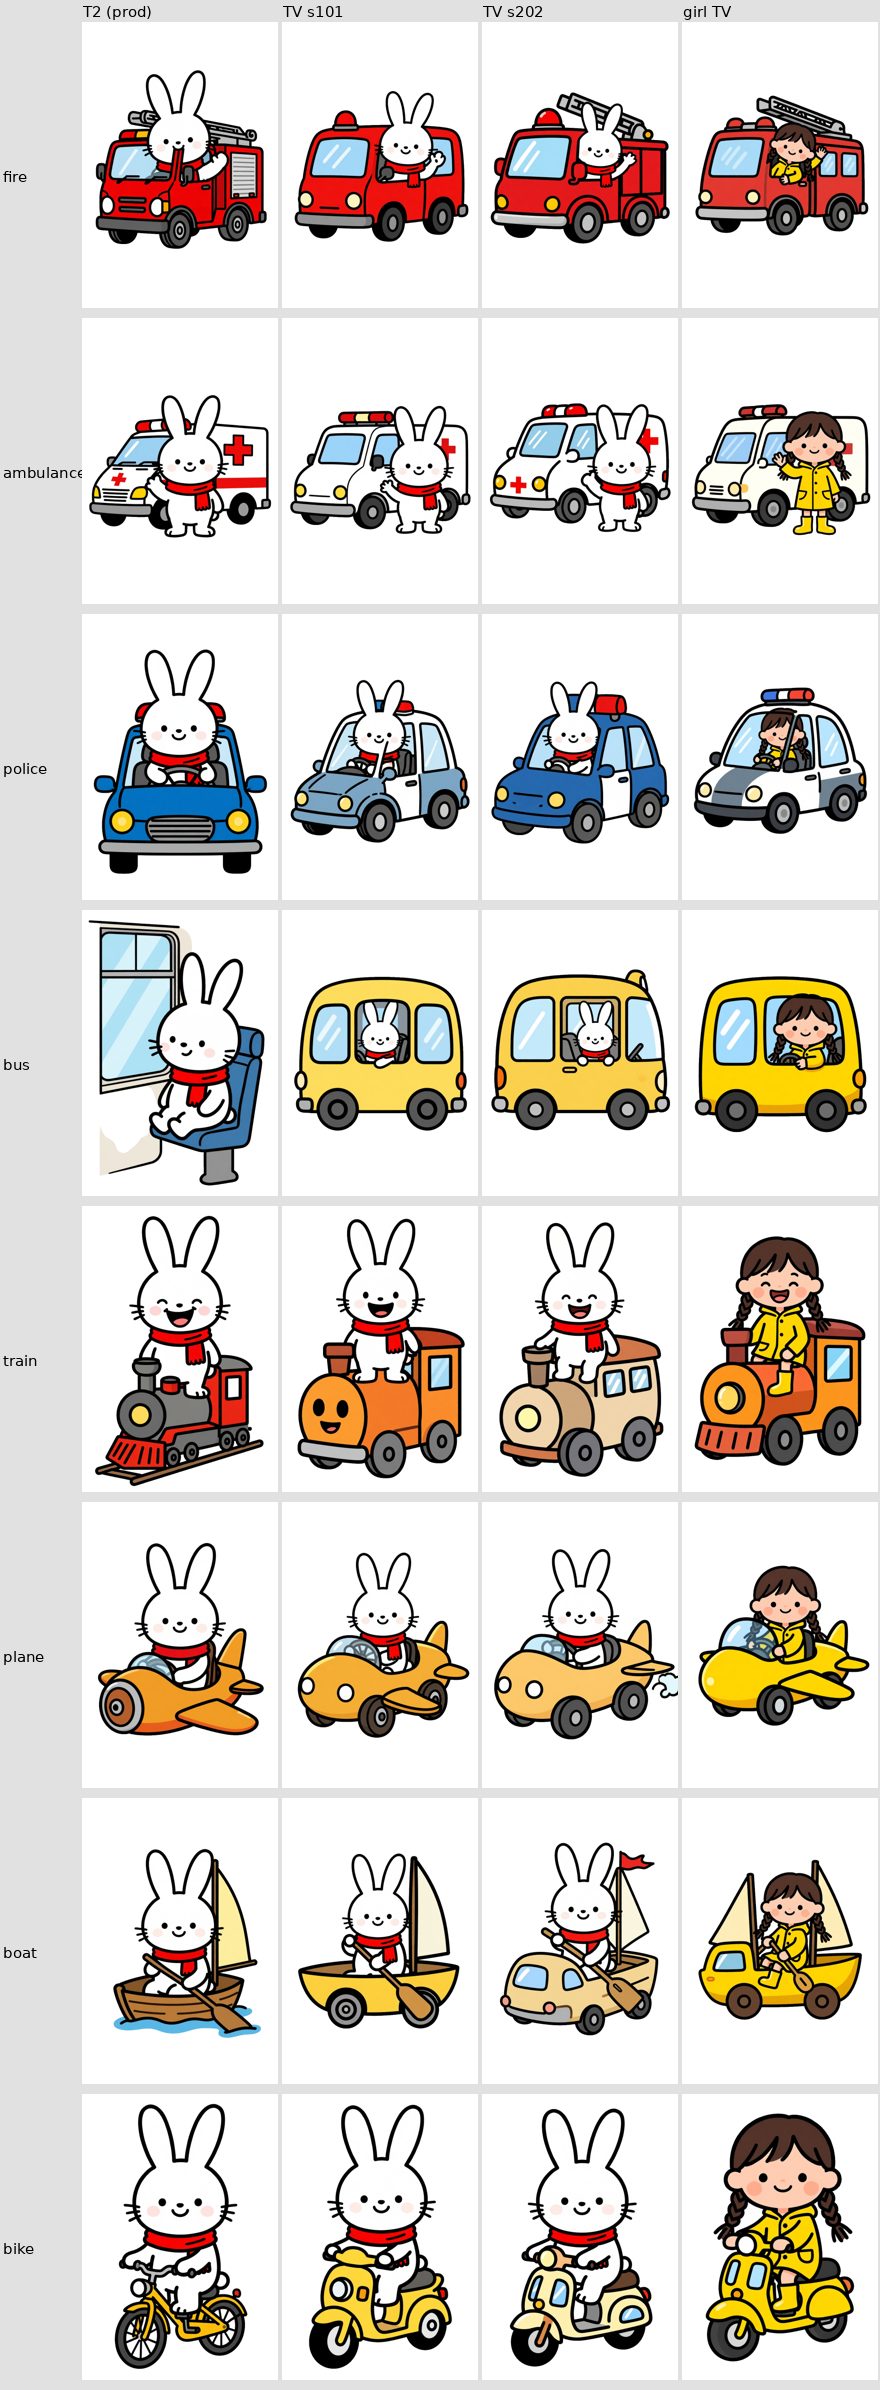 T2 (prod) TV s101 TV s202 girl TV
fire
ambulance
police
bus
train
plane
boat
bike